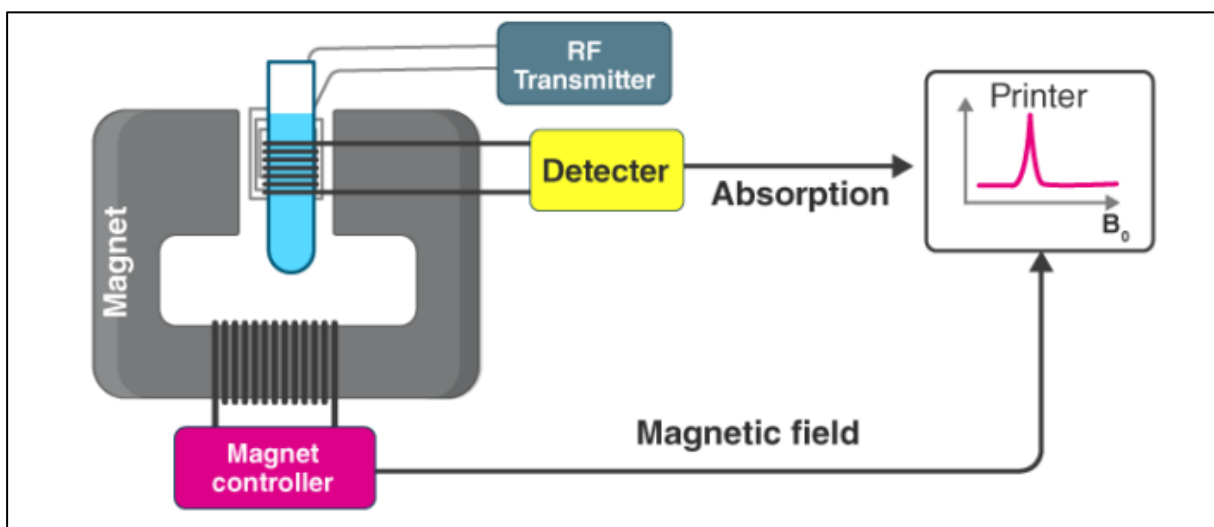 RF
Transmitter
Printer
Detecter
Absorption
B₀
Magnet
Magnetic field
Magnet
controller